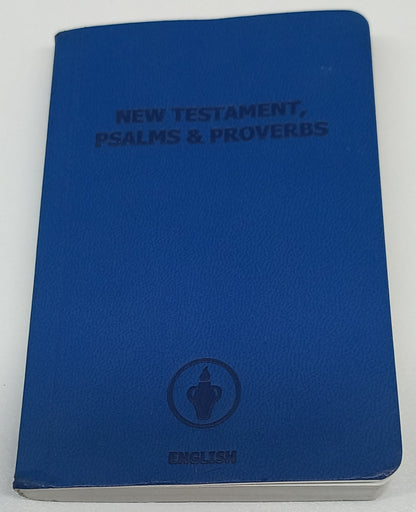 NEW TESTAMENT,
PSALMS & PROVERBS
ENGLISH